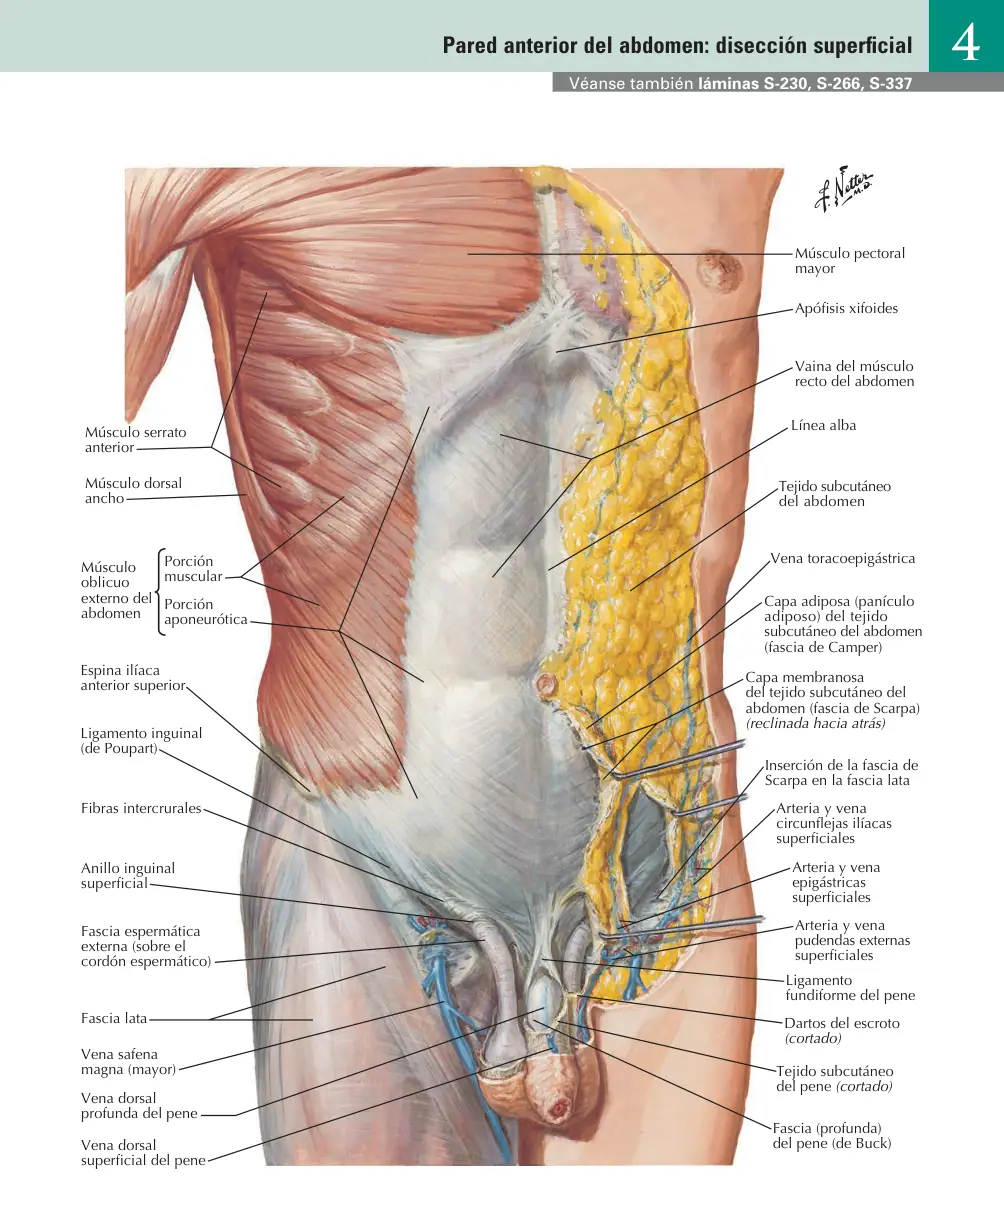 Pared anterior del abdomen: disección superficial
4
Véanse también láminas S-230, S-266, S-337
F. Netter
M.D.
Músculo pectoral
mayor
Apófisis xifoides
Vaina del músculo
recto del abdomen
Línea alba
Tejido subcutáneo
del abdomen
Vena toracoepigástrica
Capa adiposa (panículo
adiposo) del tejido
subcutáneo del abdomen
(fascia de Camper)
Capa membranosa
del tejido subcutáneo del
abdomen (fascia de Scarpa)
(reclinada hacia atrás)
Inserción de la fascia de
Scarpa en la fascia lata
Arteria y vena
circunflejas ilíacas
superficiales
Arteria y vena
epigástricas
superficiales
Arteria y vena
pudendas externas
superficiales
Ligamento
fundiforme del pene
Dartos del escroto
(cortado)
Tejido subcutáneo
del pene (cortado)
Fascia (profunda)
del pene (de Buck)
Músculo serrato
anterior
Músculo dorsal
ancho
Músculo
oblicuo
externo del
abdomen
Porción
muscular
Porción
aponeurótica
Espina ilíaca
anterior superior
Ligamento inguinal
(de Poupart)
Fibras intercrurales
Anillo inguinal
superficial
Fascia espermática
externa (sobre el
cordón espermático)
Fascia lata
Vena safena
magna (mayor)
Vena dorsal
profunda del pene
Vena dorsal
superficial del pene